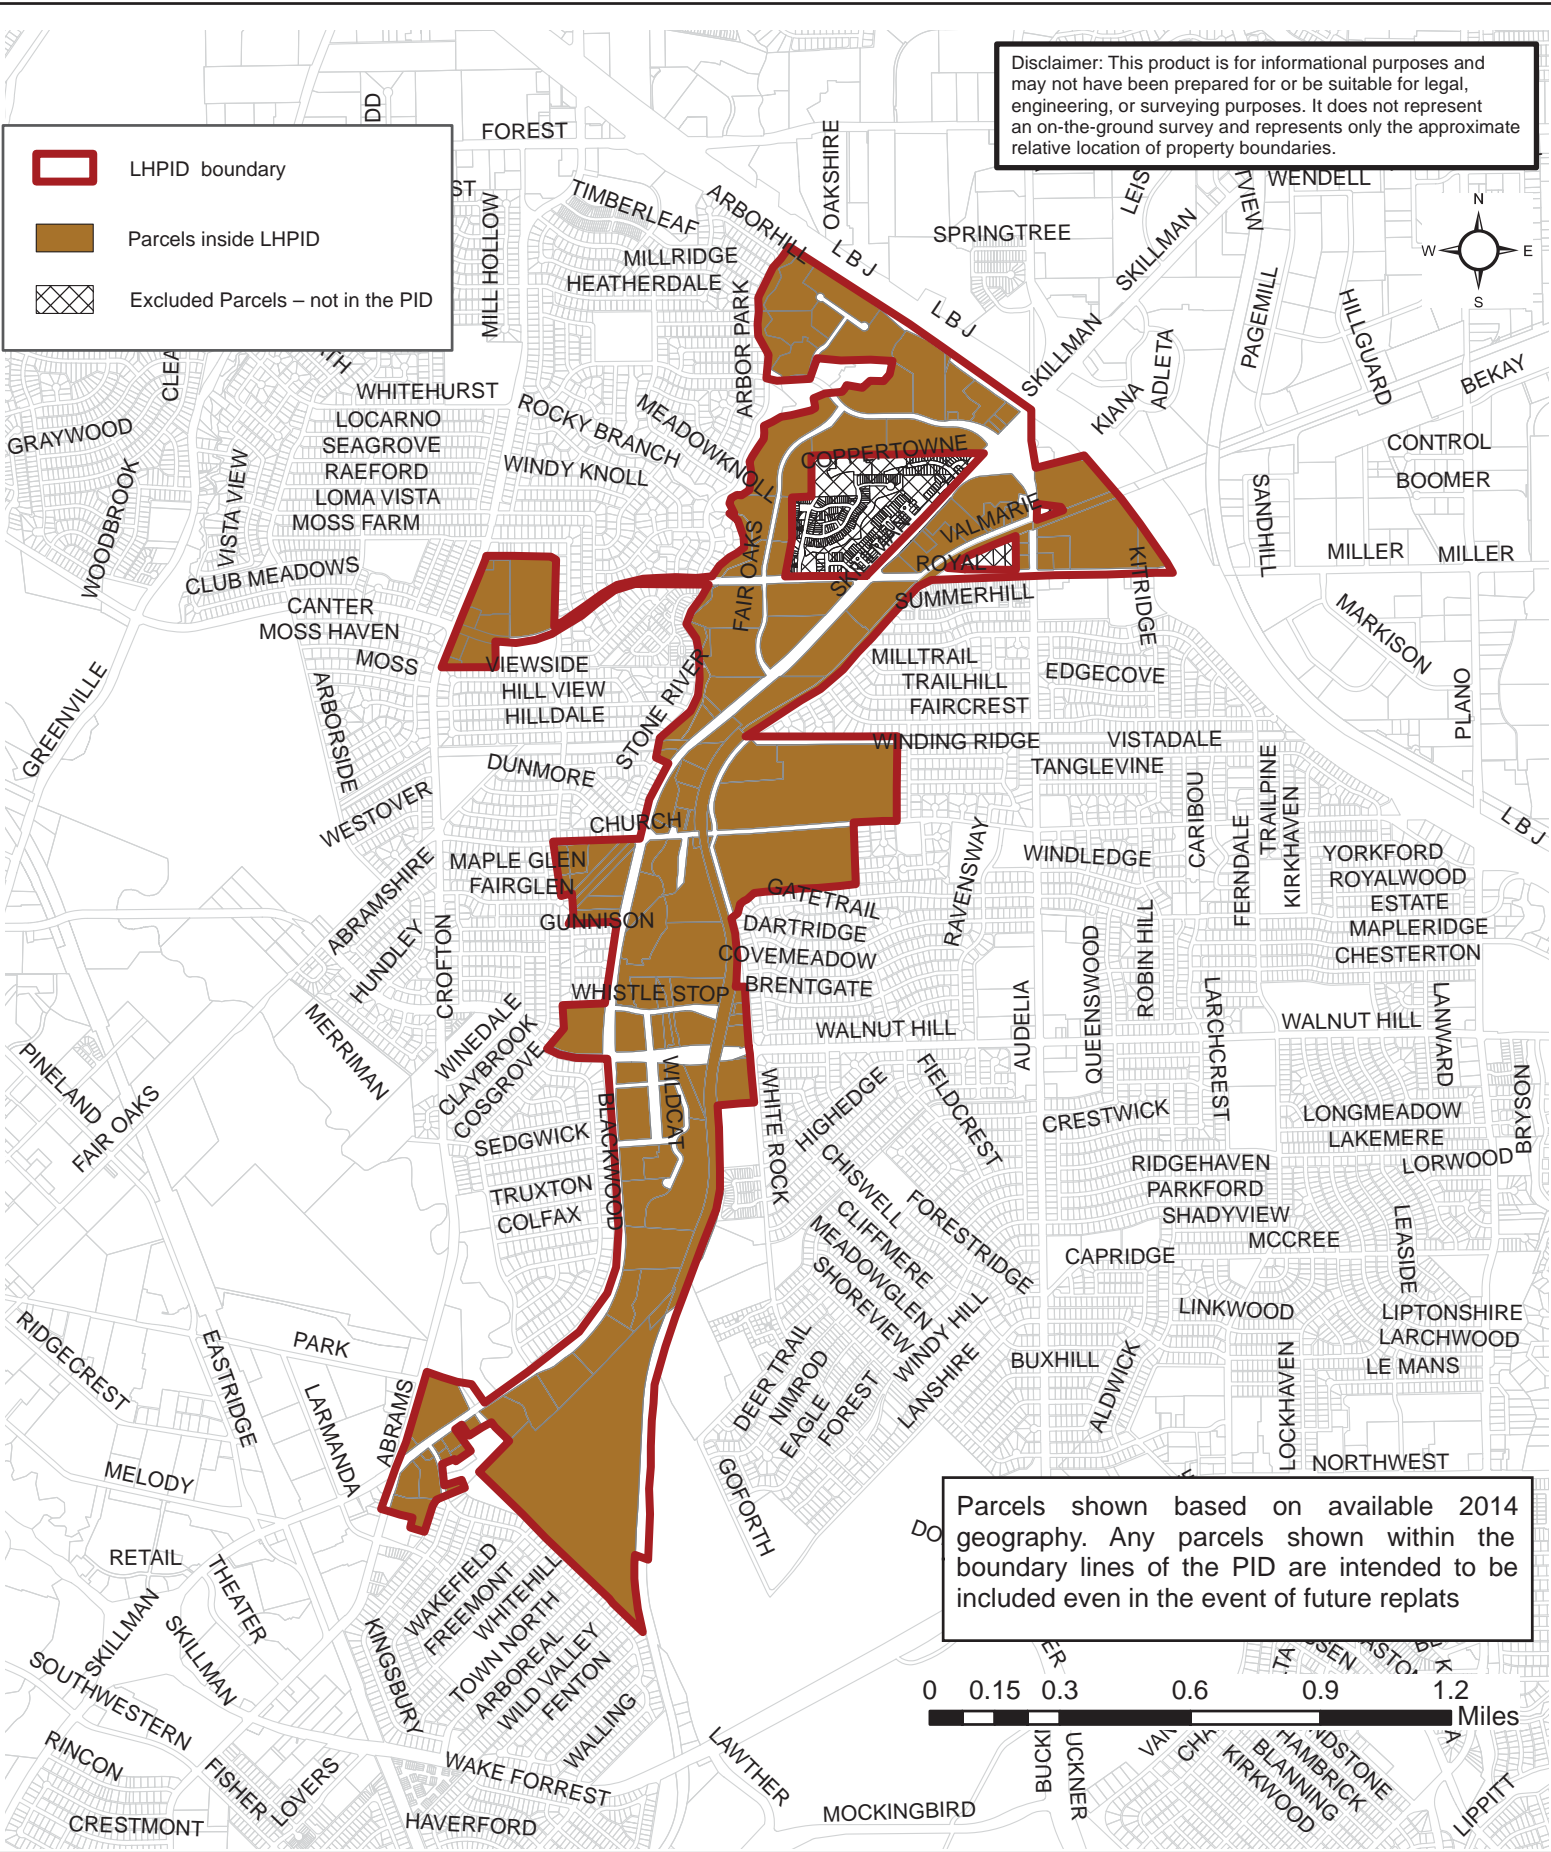 Disclaimer: This product is for informational purposes and
may not have been prepared for or be suitable for legal,
engineering, or surveying purposes. It does not represent
an on-the-ground survey and represents only the approximate
relative location of property boundaries.
LHPID boundary
Parcels inside LHPID
Excluded Parcels – not in the PID
N
W
E
S
FOREST
OAKSHIRE
WENDELL
TIMBERLEAF
ARBORHILL
LBJ
SPRINGTREE
SKILLMAN
MILL HOLLOW
MILLRIDGE
HEATHERDALE
ARBOR PARK
LBJ
SKILLMAN
PAGEMILL
HILLGUARD
KIANA
ADLETA
BEKAY
WHITEHURST
LOCARNO
SEAGROVE
RAEFORD
LOMA VISTA
MOSS FARM
GRAYWOOD
WOODBROOK
VISTA VIEW
ROCKY BRANCH
MEADOWKNOLL
WINDY KNOLL
COPPERTOWNE
CONTROL
BOOMER
SANDHILL
VALMARIE
ROYAL
MILLER
MILLER
FAIR OAKS
SKILLMAN
SUMMERHILL
KITRIDGE
CLUB MEADOWS
CANTER
MOSS HAVEN
MOSS
VIEWSIDE
HILL VIEW
HILLDALE
STONE RIVER
MILLTRAIL
TRAILHILL
FAIRCREST
EDGECOVE
MARKISON
PLANO
GREENVILLE
ARBORSIDE
DUNMORE
WINDING RIDGE
VISTADALE
TANGLEVINE
WESTOVER
CHURCH
CARIBOU
FERNDALE
TRAILPINE
KIRKHAVEN
LBJ
ABRAMSHIRE
MAPLE GLEN
FAIRGLEN
RAVENSWAY
WINDLEDGE
YORKFORD
ROYALWOOD
ESTATE
MAPLERIDGE
CHESTERTON
GATETRAIL
DARTRIDGE
COVEMEADOW
BRENTGATE
GUNNISON
HUNDLEY
CROFTON
WHISTLE STOP
WALNUT HILL
AUDELIA
QUEENSWOOD
ROBIN HILL
LARCHCREST
WALNUT HILL
LANWARD
MERRIMAN
WINEDALE
CLAYBROOK
COSGROVE
PINELAND
FAIR OAKS
SEDGWICK
BLACKWOOD
WILDCAT
WHITE ROCK
HIGHEDGE
FIELDCREST
CRESTWICK
LONGMEADOW
LAKEMERE
LORWOOD
BRYSON
TRUXTON
COLFAX
CHISWELL
CLIFFMERE
MEADOWGLEN
SHOREVIEW
FORESTRIDGE
RIDGEHAVEN
PARKFORD
SHADYVIEW
MCCREE
CAPRIDGE
LEASIDE
LINKWOOD
LIPTONSHIRE
LARCHWOOD
LE MANS
RIDGECREST
EASTRIDGE
PARK
LARMANDA
ABRAMS
DEER TRAIL
NIMROD
EAGLE
FOREST
WINDY HILL
LANSHIRE
BUXHILL
ALDWICK
LOCKHAVEN
NORTHWEST
MELODY
GOFORTH
Parcels shown based on available 2014
geography. Any parcels shown within the
boundary lines of the PID are intended to be
included even in the event of future replats
RETAIL
THEATER
SKILLMAN
SKILLMAN
SOUTHWESTERN
KINGSBURY
WAKEFIELD
FREEMONT
WHITEHILL
TOWN NORTH
ARBOREAL
WILD VALLEY
FENTON
WALLING
0 0.15 0.3 0.6 0.9 1.2
Miles
RINCON
FISHER
LOVERS
CRESTMONT
WAKE FORREST
HAVERFORD
LAWTHER
MOCKINGBIRD
UCKNER
HAMBRICK
BLANNING
KIRKWOOD
LIPPITT